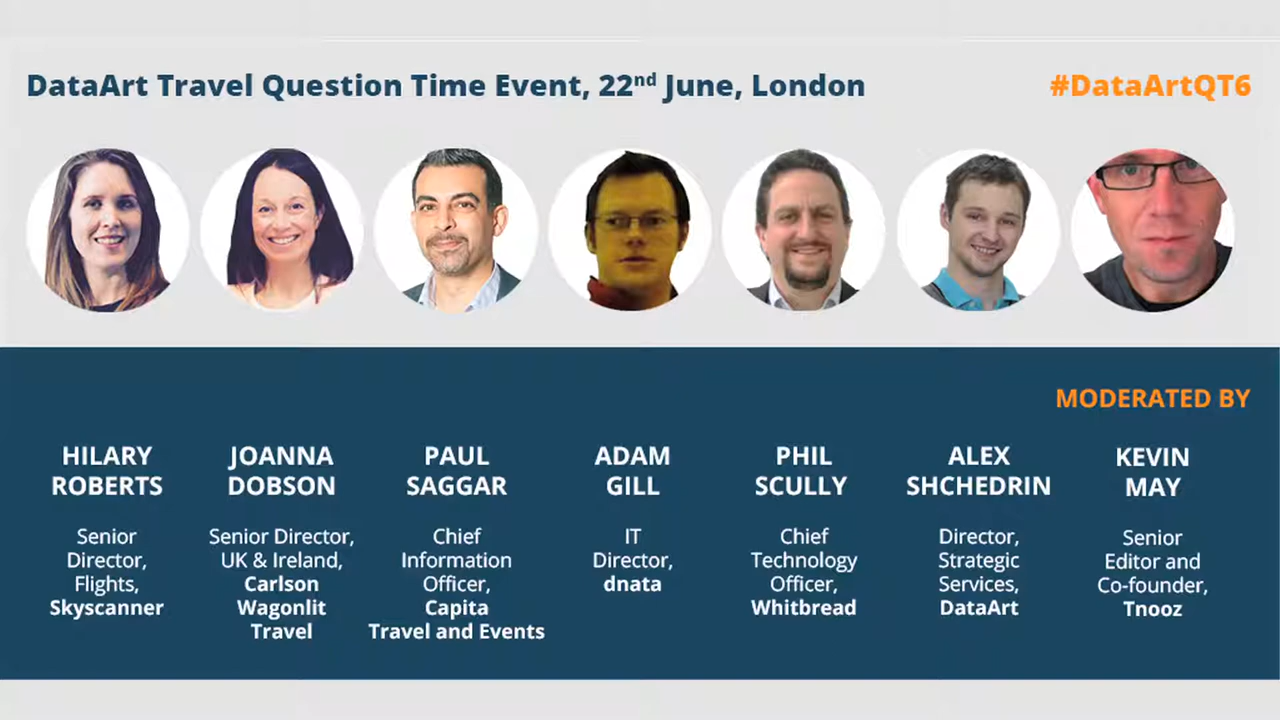 DataArt Travel Question Time Event, 22nd June, London
#DataArtQT6
MODERATED BY
HILARY
ROBERTS
Senior
Director,
Flights,
Skyscanner
JOANNA
DOBSON
Senior Director,
UK & Ireland,
Carlson
Wagonlit
Travel
PAUL
SAGGAR
Chief
Information
Officer,
Capita
Travel and Events
ADAM
GILL
IT
Director,
dnata
PHIL
SCULLY
Chief
Technology
Officer,
Whitbread
ALEX
SHCHEDRIN
Director,
Strategic
Services,
DataArt
KEVIN
MAY
Senior
Editor and
Co-founder,
Tnooz